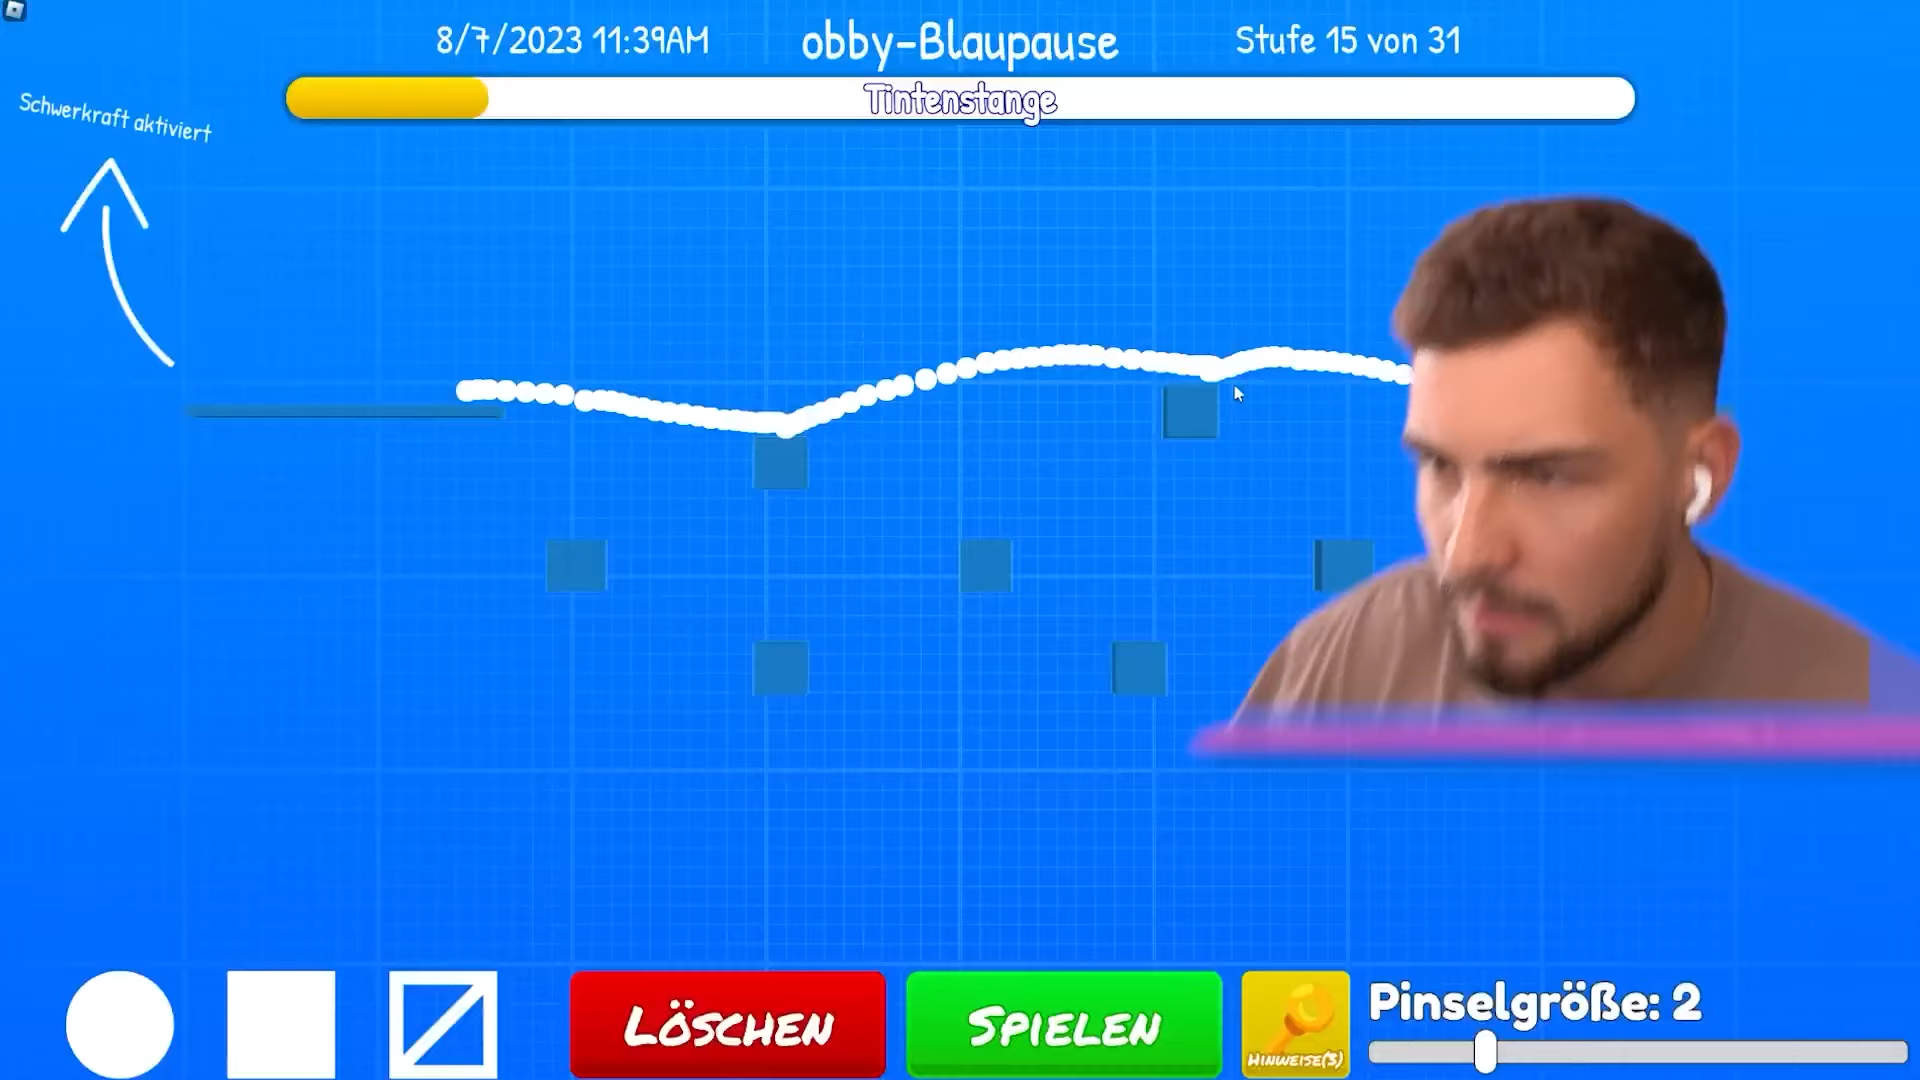 8/7/2023 11:39AM
obby-Blaupause
Stufe 15 von 31
Tintenstange
Schwerkraft aktiviert
LÖSCHEN
SPIELEN
HINWEISE(3)
Pinselgröße: 2